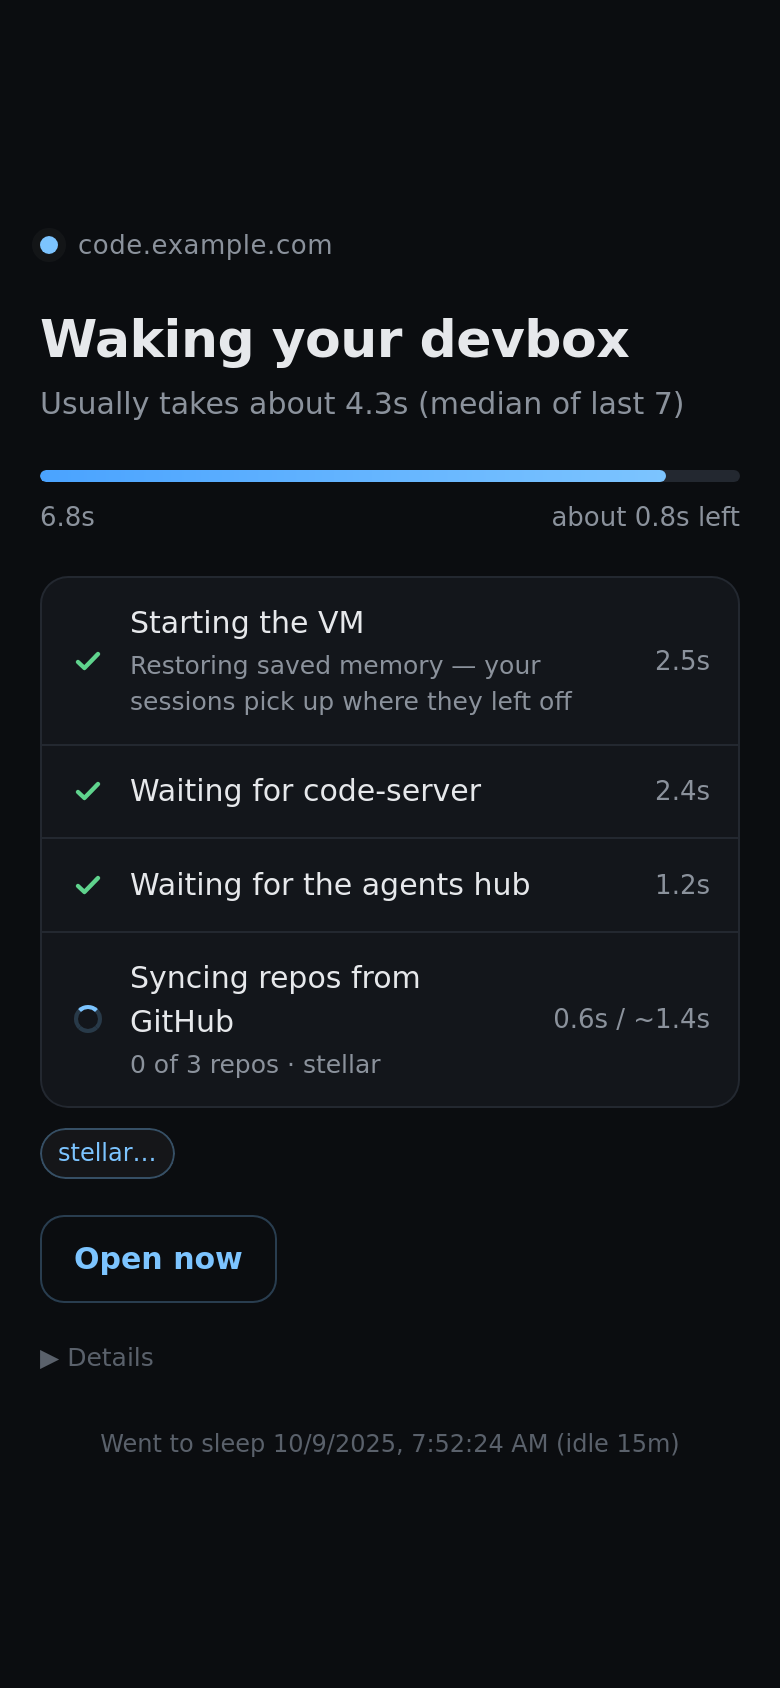 code.example.com
Waking your devbox
Usually takes about 4.3s (median of last 7)
6.8s about 0.8s left
Starting the VM
Restoring saved memory — your
sessions pick up where they left off
2.5s
Waiting for code-server 2.4s
Waiting for the agents hub 1.2s
Syncing repos from
GitHub
0.6s / ~1.4s
0 of 3 repos · stellar
stellar…
Open now
▶ Details
Went to sleep 10/9/2025, 7:52:24 AM (idle 15m)